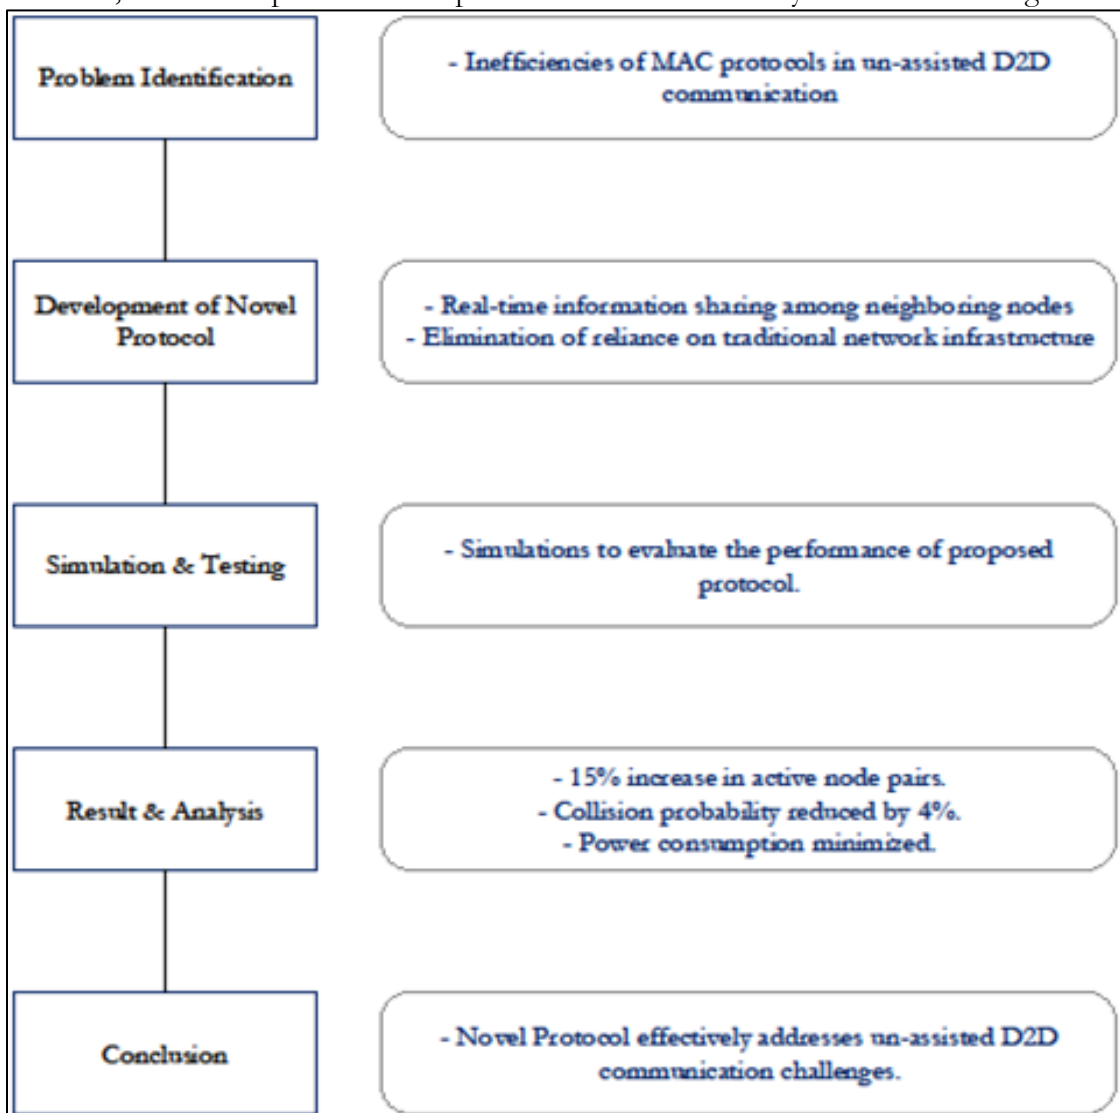 Problem Identification
- Inefficiencies of MAC protocols in un-assisted D2D
communication
Development of Novel
Protocol
- Real-time information sharing among neighboring nodes
- Elimination of reliance on traditional network infrastructure
Simulation & Testing
- Simulations to evaluate the performance of proposed
protocol.
Result & Analysis
- 15% increase in active node pairs.
- Collision probability reduced by 4%.
- Power consumption minimized.
Conclusion
- Novel Protocol effectively addresses un-assisted D2D
communication challenges.